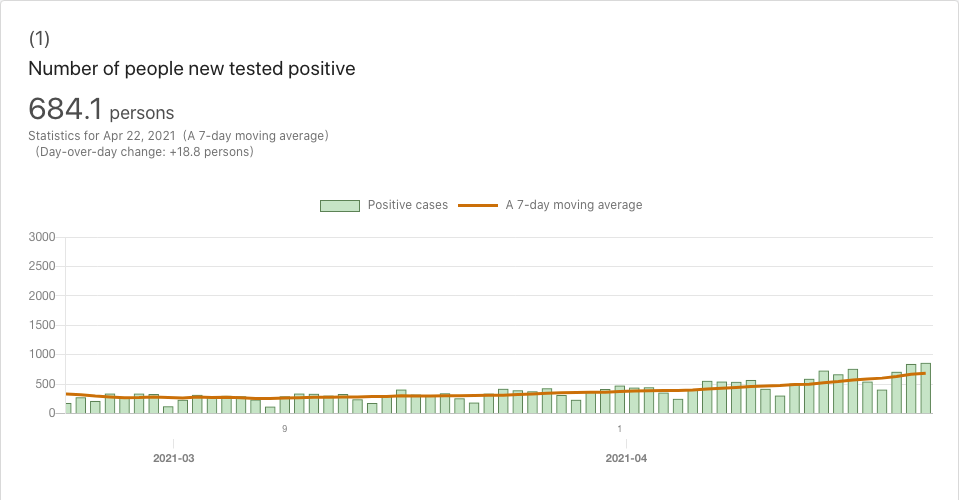 (1)
Number of people new tested positive
684.1 persons
Statistics for Apr 22, 2021 (A 7-day moving average)
(Day-over-day change: +18.8 persons)
Positive cases A 7-day moving average
3000
2500
2000
1500
1000
500
0
9 1
2021-03 2021-04